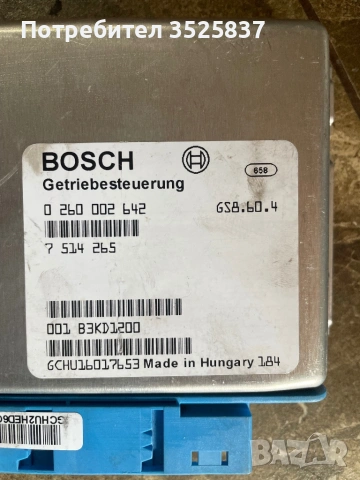 Потребител 3525837
BOSCH
Getriebesteuerung
658
0 260 002 642
GS8.60.4
7 514 265
001 B3KD1200
GCHU16017653 Made in Hungary 184
BAZAR